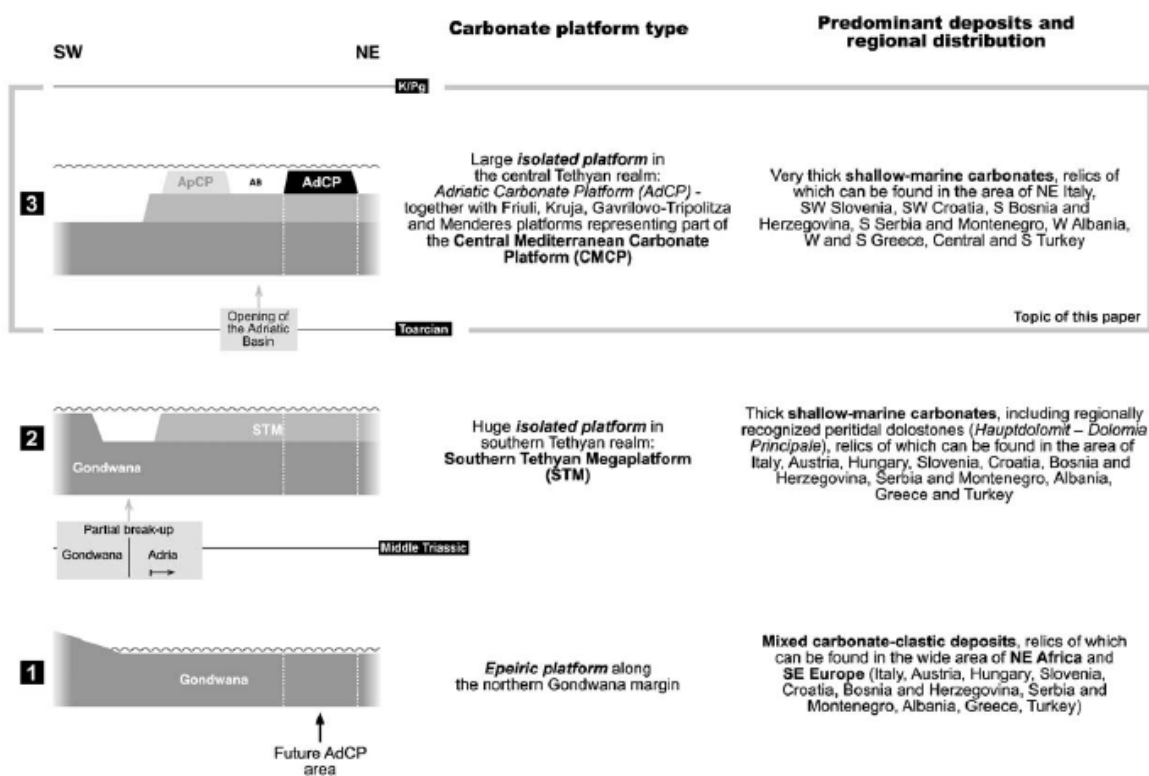 Carbonate platform type
Predominant deposits and
regional distribution
SW
NE
K/Pg
3
ApCP
AB
AdCP
Large isolated platform in
the central Tethyan realm:
Adriatic Carbonate Platform (AdCP) -
together with Friuli, Kruja, Gavrilovo-Tripolitza
and Menderes platforms representing part of
the Central Mediterranean Carbonate
Platform (CMCP)
Very thick shallow-marine carbonates, relics of
which can be found in the area of NE Italy,
SW Slovenia, SW Croatia, S Bosnia and
Herzegovina, S Serbia and Montenegro, W Albania,
W and S Greece, Central and S Turkey
Opening of
the Adriatic
Basin
Toarcian
Topic of this paper
2
STM
Gondwana
Huge isolated platform in
southern Tethyan realm:
Southern Tethyan Megaplatform
(STM)
Thick shallow-marine carbonates, including regionally
recognized peritidal dolostones (Hauptdolomit – Dolomia
Principale), relics of which can be found in the area of
Italy, Austria, Hungary, Slovenia, Croatia, Bosnia and
Herzegovina, Serbia and Montenegro, Albania,
Greece and Turkey
Partial break-up
Gondwana
Adria
Middle Triassic
1
Gondwana
Epeiric platform along
the northern Gondwana margin
Mixed carbonate-clastic deposits, relics of which
can be found in the wide area of NE Africa and
SE Europe (Italy, Austria, Hungary, Slovenia,
Croatia, Bosnia and Herzegovina, Serbia and
Montenegro, Albania, Greece, Turkey)
Future AdCP
area